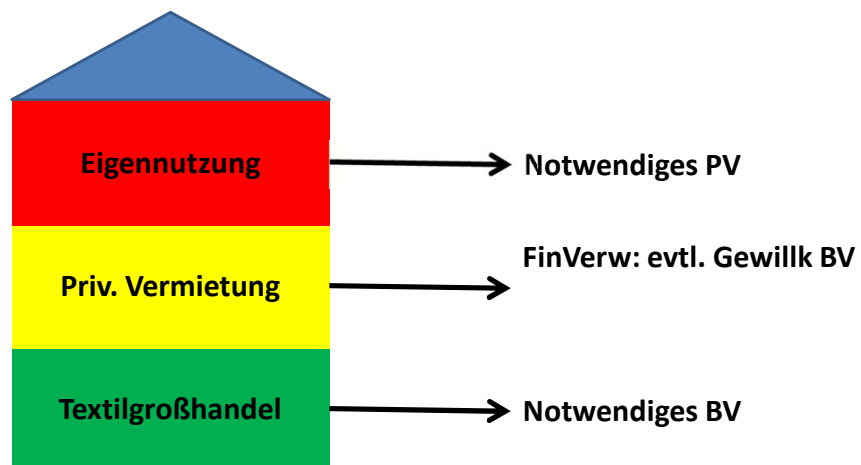 Eigennutzung
Notwendiges PV
FinVerw: evtl. Gewillk BV
Priv. Vermietung
Textilgroßhandel
Notwendiges BV